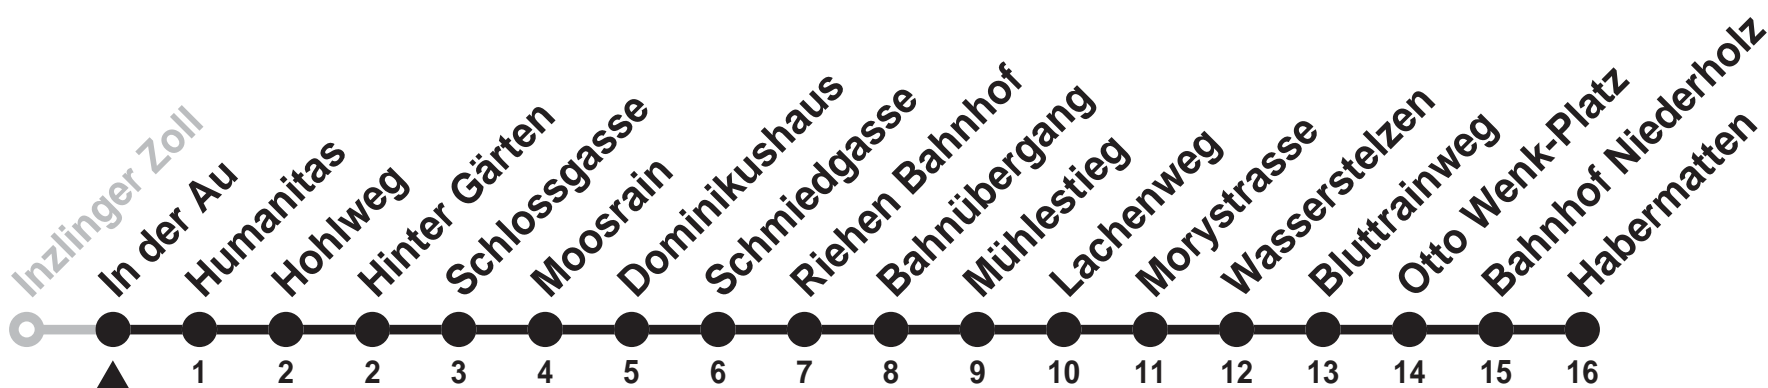 Inzlinger Zoll
In der Au
Humanitas
Hohlweg
Hinter Gärten
Schlossgasse
Moosrain
Dominikushaus
Schmiedgasse
Riehen Bahnhof
Bahnübergang
Mühlestieg
Lachenweg
Morystrasse
Wasserstelzen
Bluttrainweg
Otto Wenk-Platz
Bahnhof Niederholz
Habermatten
1 2 2 3 4 5 6 7 8 9 10 11 12 13 14 15 16